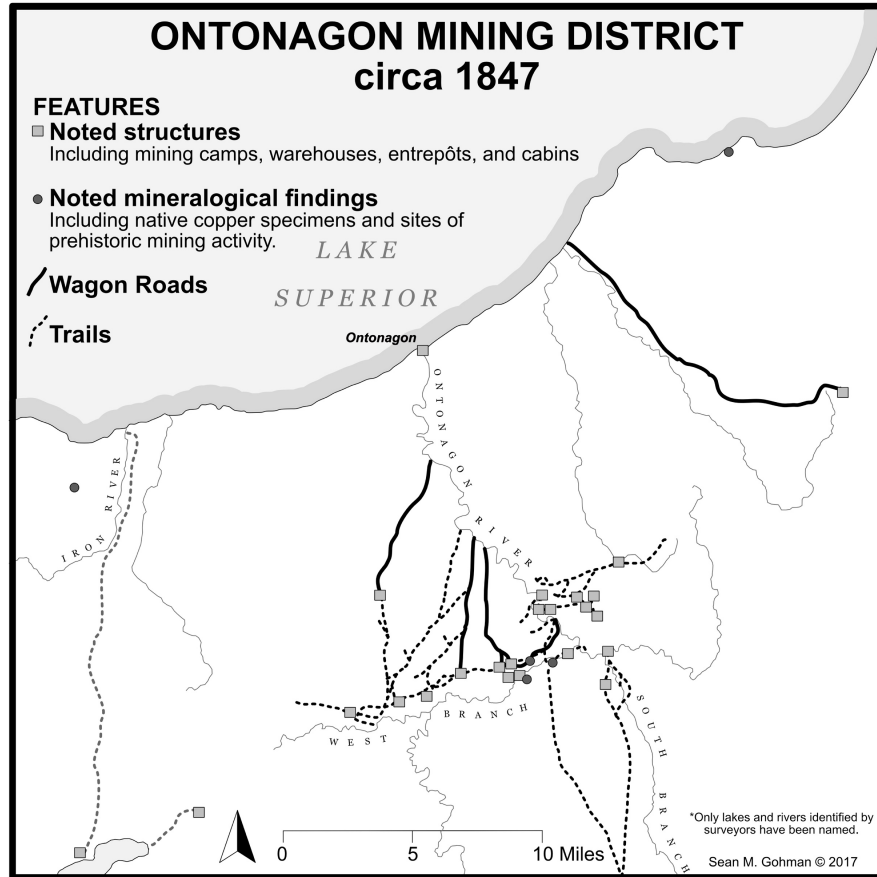 ONTONAGON MINING DISTRICT
circa 1847
FEATURES
Noted structures
Including mining camps, warehouses, entrepôts, and cabins
Noted mineralogical findings
Including native copper specimens and sites of
prehistoric mining activity.
LAKE
SUPERIOR
Wagon Roads
Trails
Ontonagon
ONTONAGON RIVER
IRON RIVER
WEST BRANCH
SOUTH BRANCH
0 5 10 Miles
*Only lakes and rivers identified by
surveyors have been named.
Sean M. Gohman © 2017